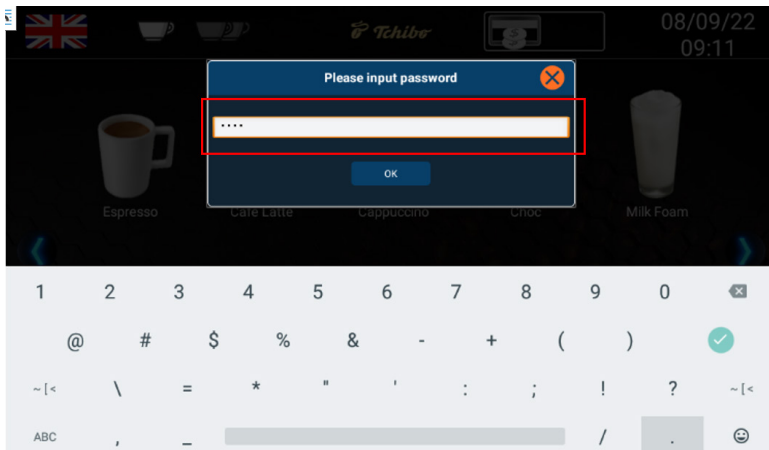 Tchibo
08/09/22
09:11
Please input password
....
OK
Espresso
Cafe Latte
Cappuccino
Choc
Milk Foam
1 2 3 4 5 6 7 8 9 0
@ # $ % & - + ( )
~ [ < \ = * " ' : ; ! ? ~ [ <
ABC , _ / .